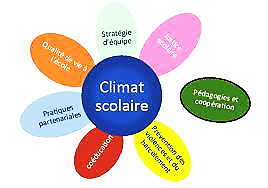 Climat
scolaire
Stratégie
d'équipe
Justice
scolaire
Pédagogies et
coopération
Prévention des
violences et du
harcèlement
coéducation
Pratiques
partenariales
Qualité de vie à
l'école